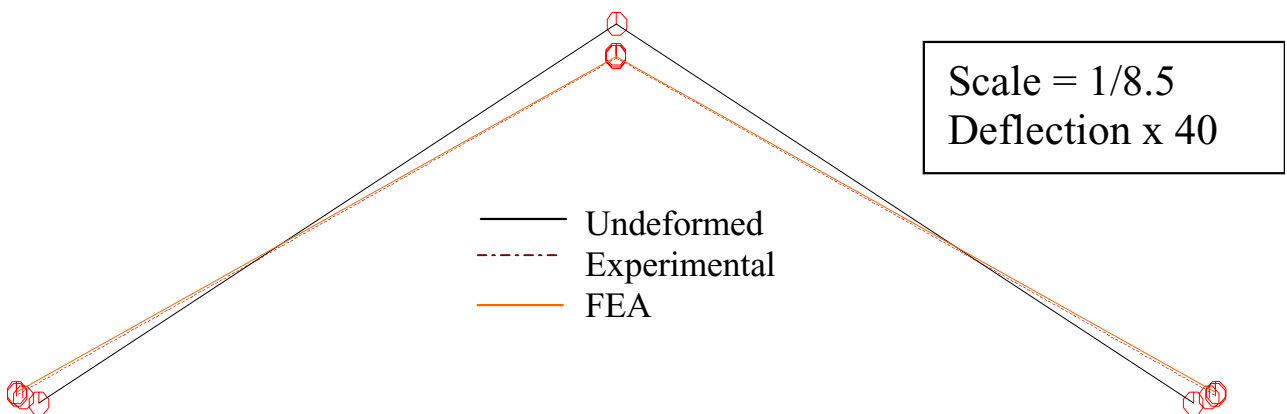 Scale = 1/8.5
Deflection x 40
Undeformed
Experimental
FEA